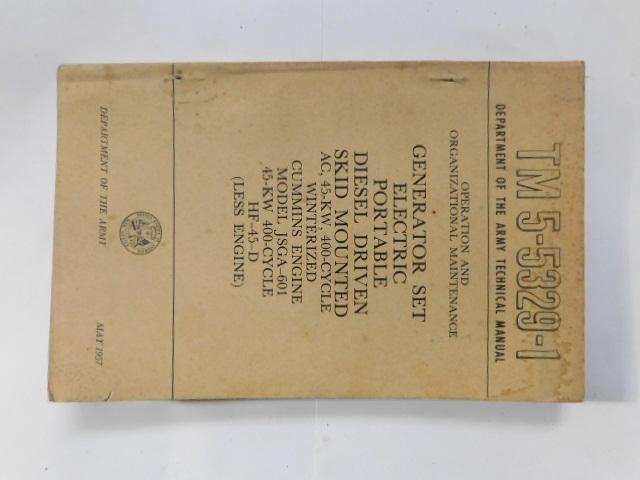 TM 5-5329-1
DEPARTMENT OF THE ARMY TECHNICAL MANUAL
OPERATION AND
ORGANIZATIONAL MAINTENANCE
GENERATOR SET
ELECTRIC
PORTABLE
DIESEL DRIVEN
SKID MOUNTED
AC, 45-KW, 400-CYCLE
WINTERIZED
CUMMINS ENGINE
MODEL JSGA-601
45-KW 400-CYCLE
HF-45-D
(LESS ENGINE)
DEPARTMENT OF THE ARMY
MAY 1957